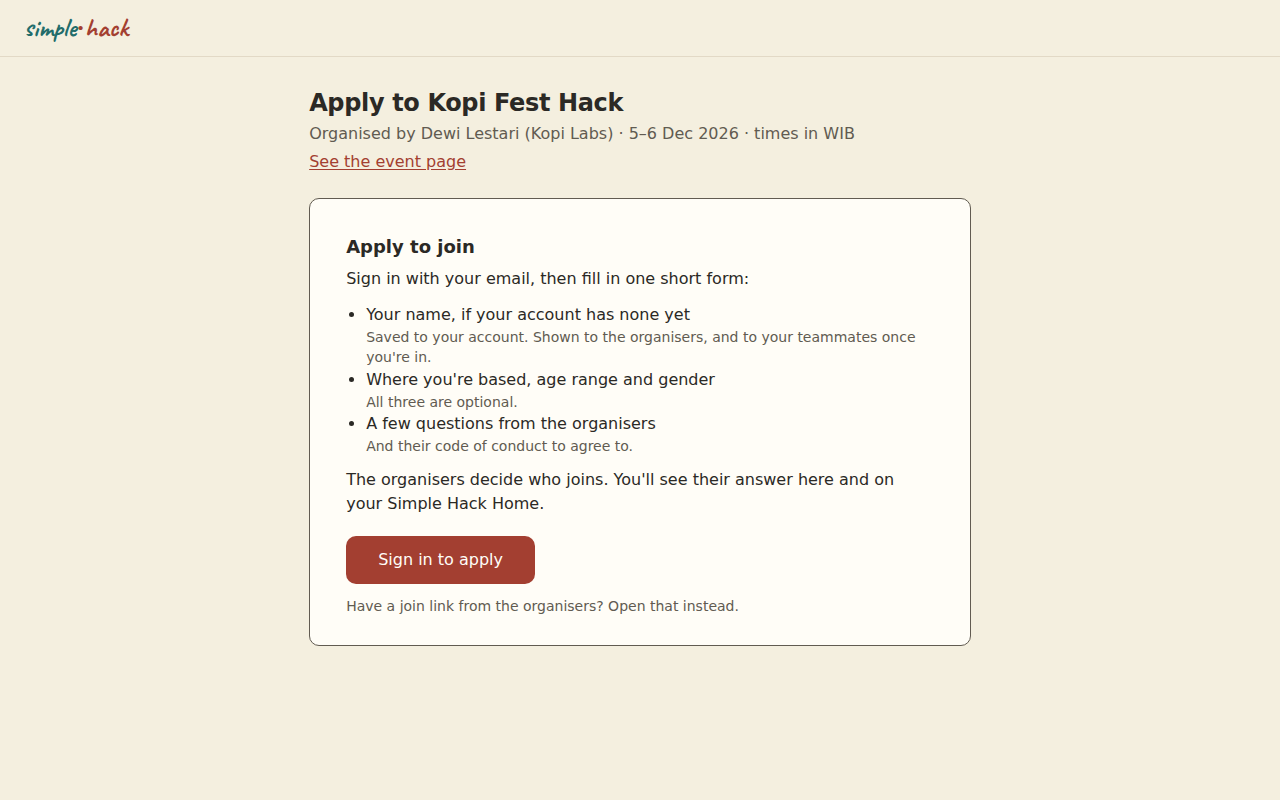 simple•hack
Apply to Kopi Fest Hack
Organised by Dewi Lestari (Kopi Labs) · 5–6 Dec 2026 · times in WIB
See the event page
Apply to join
Sign in with your email, then fill in one short form:
• Your name, if your account has none yet
Saved to your account. Shown to the organisers, and to your teammates once
you're in.
• Where you're based, age range and gender
All three are optional.
• A few questions from the organisers
And their code of conduct to agree to.
The organisers decide who joins. You'll see their answer here and on
your Simple Hack Home.
Sign in to apply
Have a join link from the organisers? Open that instead.